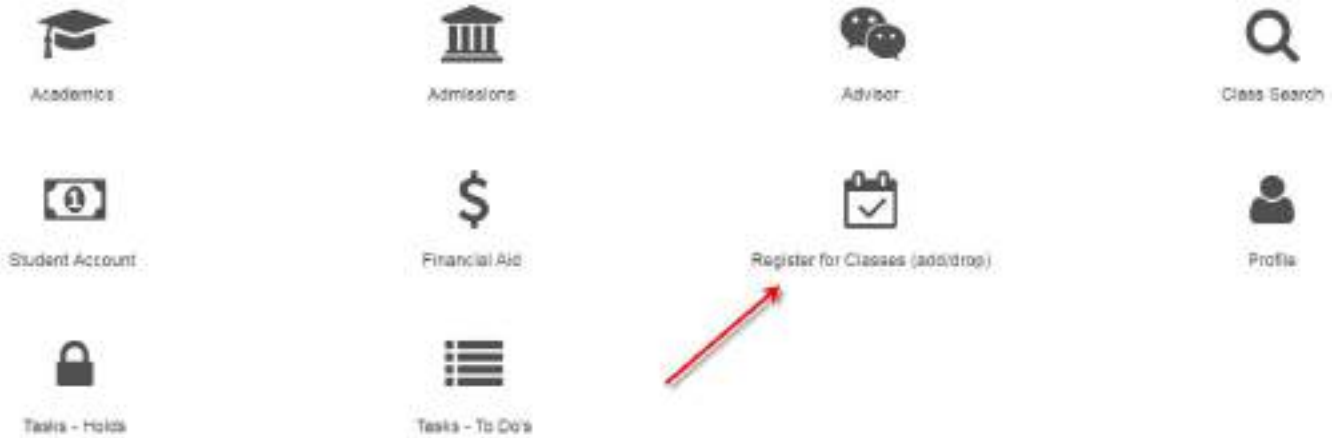 Academics
Admissions
Advisor
Class Search
Student Account
Financial Aid
Register for Classes (add/drop)
Profile
Tasks - Holds
Tasks - To Do's